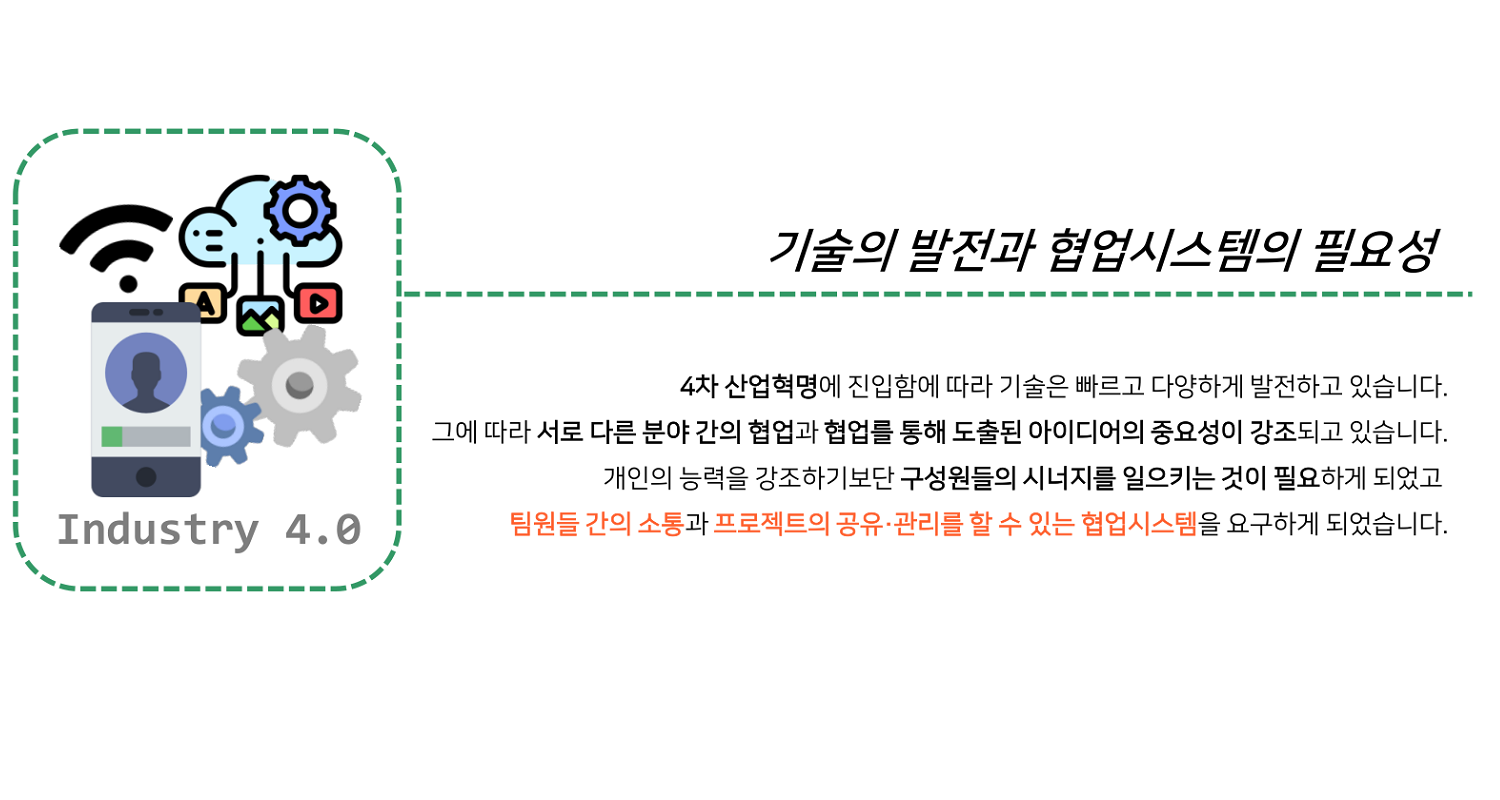 기술의 발전과 협업시스템의 필요성
4차 산업혁명에 진입함에 따라 기술은 빠르고 다양하게 발전하고 있습니다.
그에 따라 서로 다른 분야 간의 협업과 협업를 통해 도출된 아이디어의 중요성이 강조되고 있습니다.
개인의 능력을 강조하기보단 구성원들의 시너지를 일으키는 것이 필요하게 되었고
팀원들 간의 소통과 프로젝트의 공유·관리를 할 수 있는 협업시스템을 요구하게 되었습니다.
A
Industry 4.0